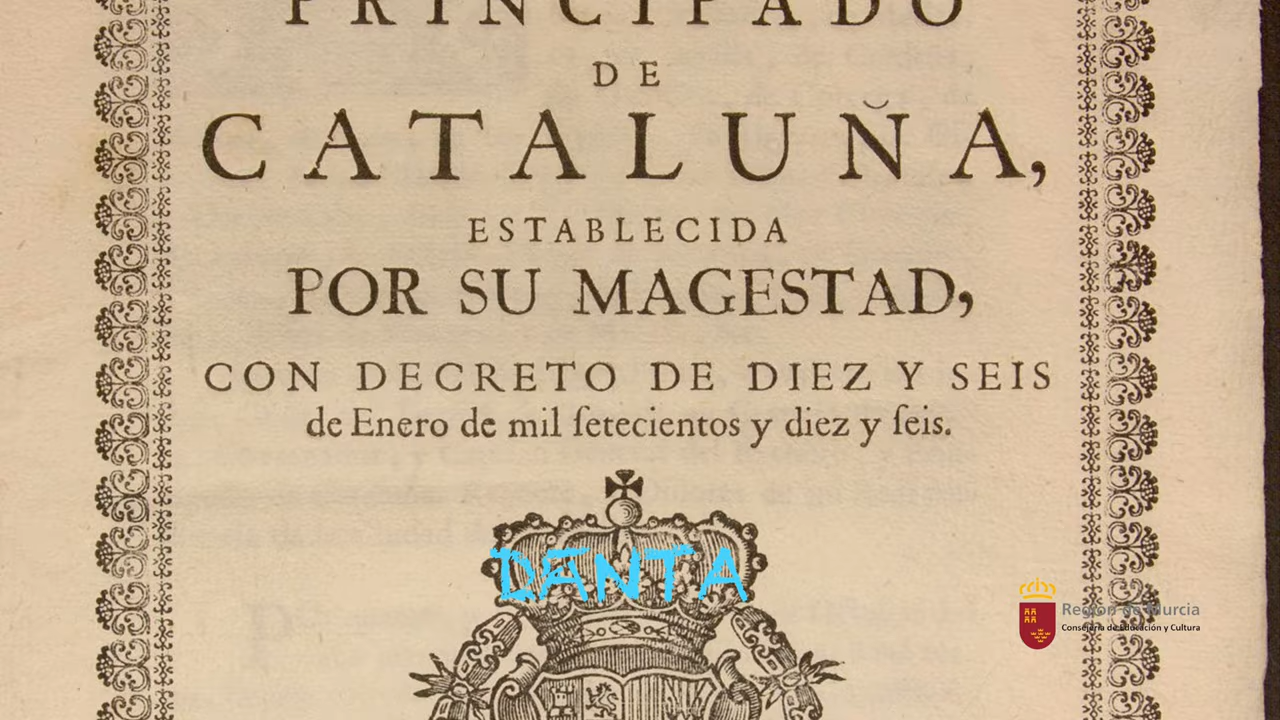 PRINCIPADO
DE
CATALUÑA,
ESTABLECIDA
POR SU MAGESTAD,
CON DECRETO DE DIEZ Y SEIS
de Enero de mil ſetecientos y diez y ſeis.
DANTA
Región de Murcia
Consejería de Educación y Cultura